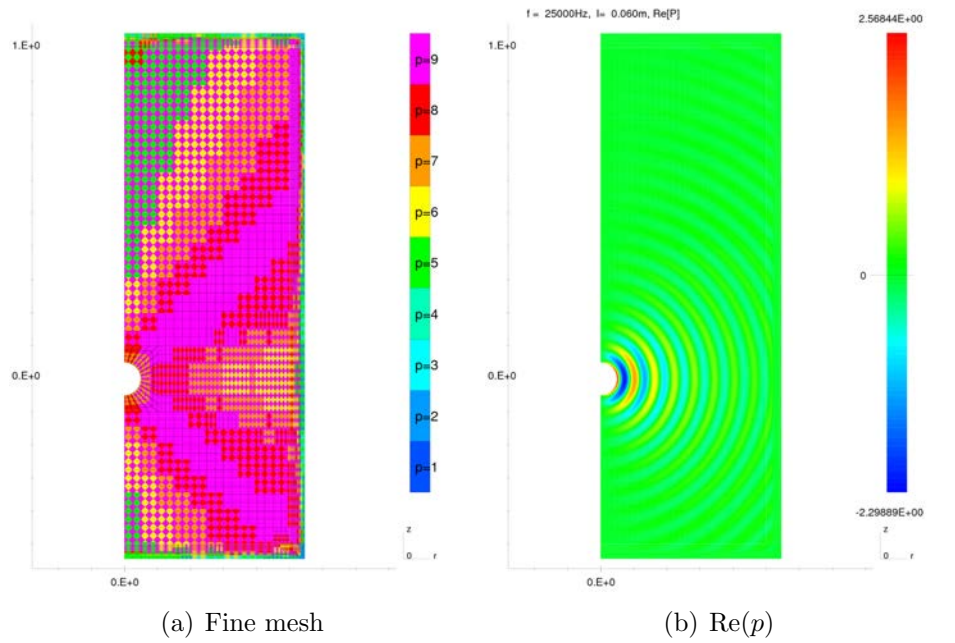 1.E+0
0.E+0
0.E+0
p=9
p=8
p=7
p=6
p=5
p=4
p=3
p=2
p=1
z
0 r
(a) Fine mesh
f = 25000Hz, l= 0.060m, Re[P]
1.E+0
0.E+0
0.E+0
2.56844E+00
0
-2.29889E+00
z
0 r
(b) Re(p)